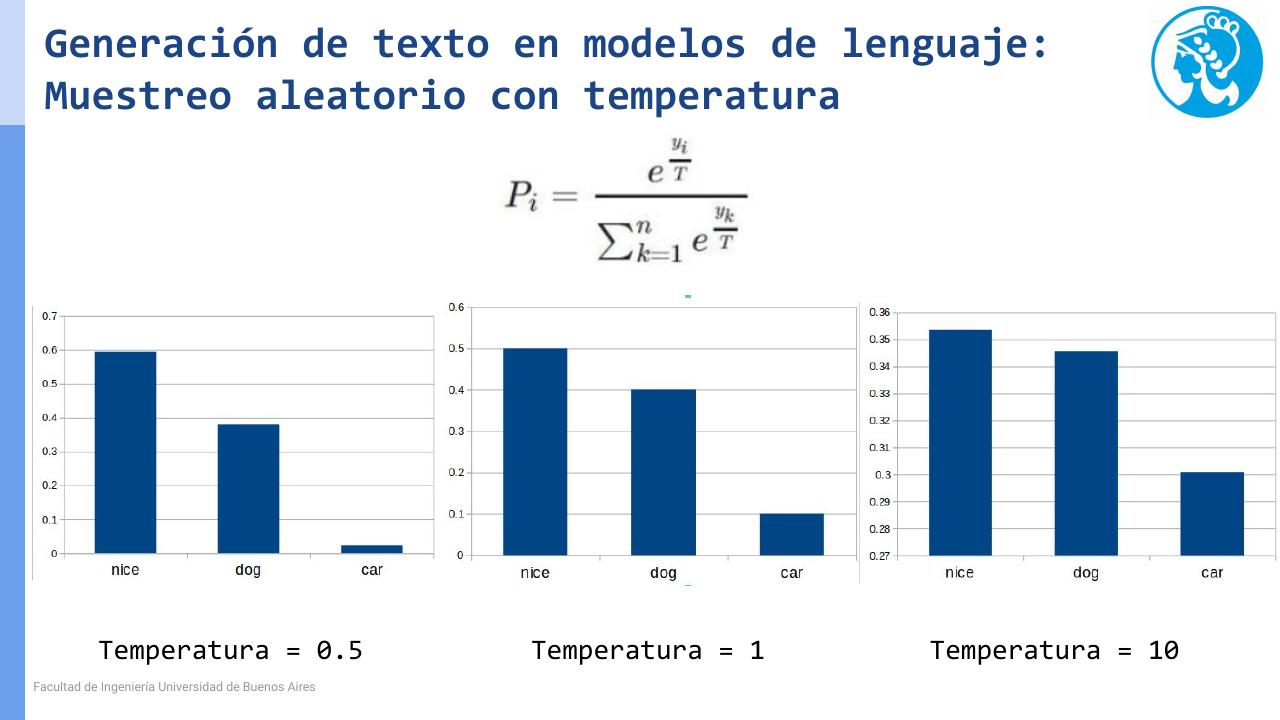 Generación de texto en modelos de lenguaje:
Muestreo aleatorio con temperatura
P_i = e^{y_i/T} / ∑_{k=1}^{n} e^{y_k/T}
0.7
0.6
0.5
0.4
0.3
0.2
0.1
0
nice dog car
0.6
0.5
0.4
0.3
0.2
0.1
0
nice dog car
0.36
0.35
0.34
0.33
0.32
0.31
0.3
0.29
0.28
0.27
nice dog car
Temperatura = 0.5
Temperatura = 1
Temperatura = 10
Facultad de Ingeniería Universidad de Buenos Aires